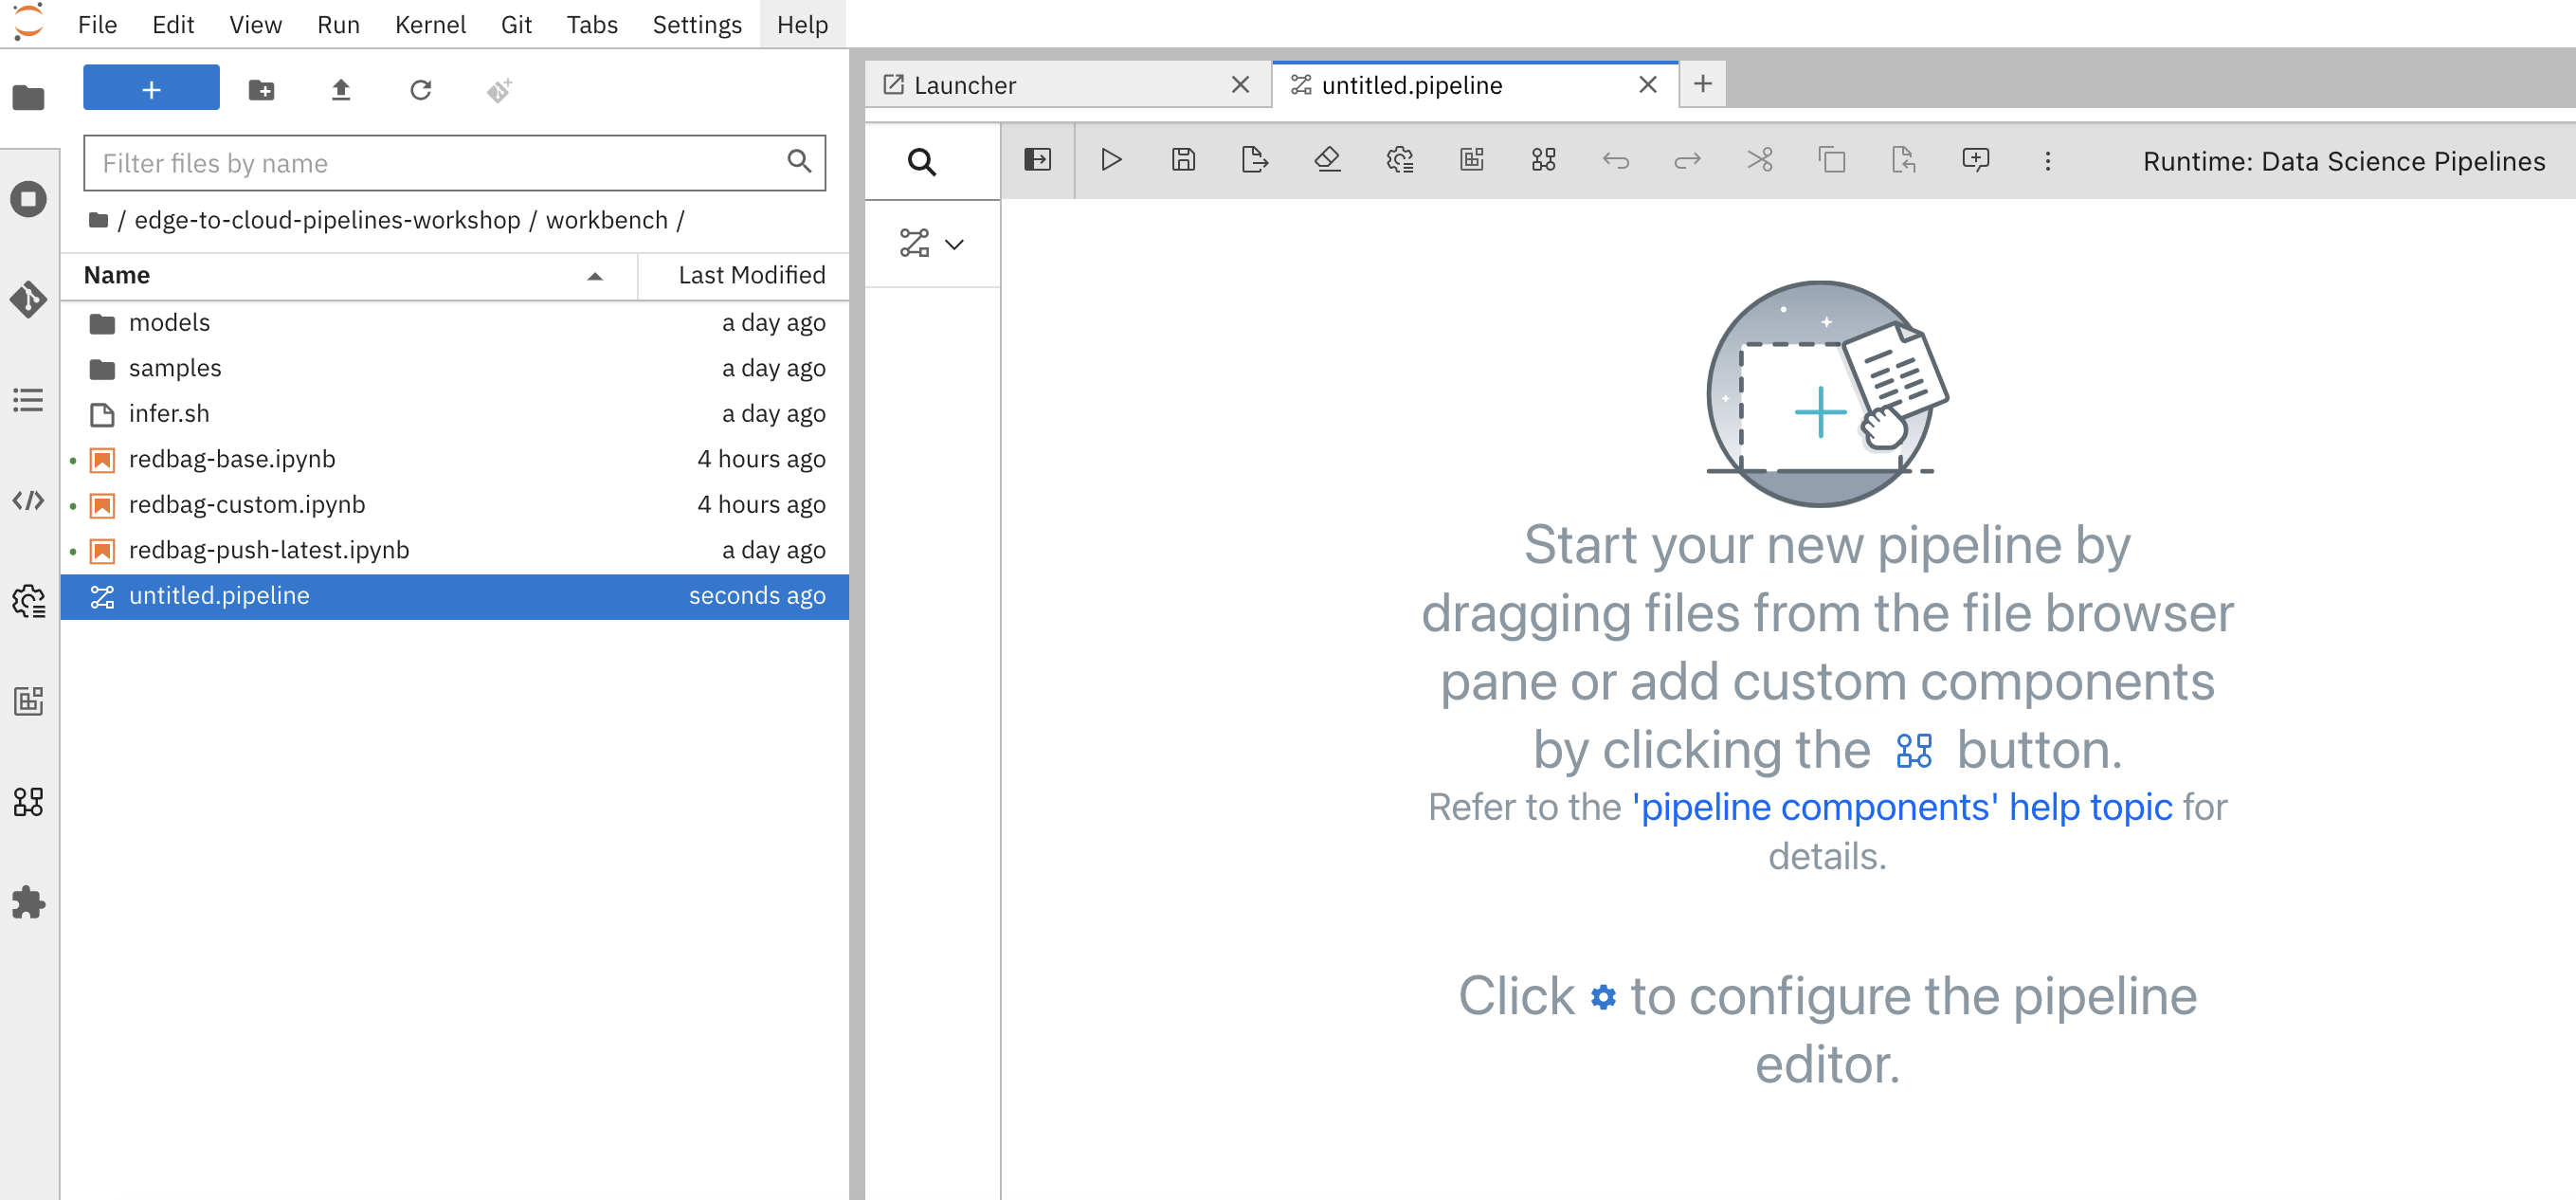 File Edit View Run Kernel Git Tabs Settings Help
Launcher
untitled.pipeline
Filter files by name
Runtime: Data Science Pipelines
/ edge-to-cloud-pipelines-workshop / workbench /
Name Last Modified
models a day ago
samples a day ago
infer.sh a day ago
redbag-base.ipynb 4 hours ago
redbag-custom.ipynb 4 hours ago
redbag-push-latest.ipynb a day ago
untitled.pipeline seconds ago
Start your new pipeline by
dragging files from the file browser
pane or add custom components
by clicking the button.
Refer to the 'pipeline components' help topic for
details.
Click to configure the pipeline
editor.